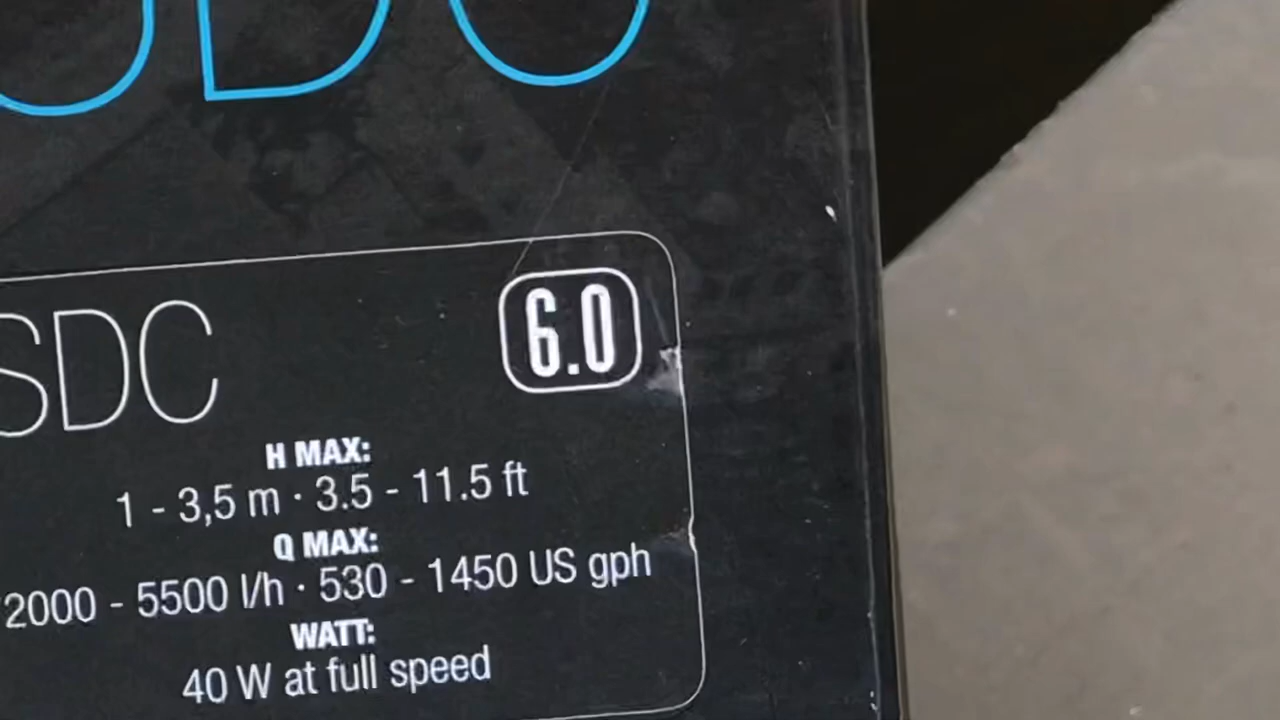 SDC
6.0
H MAX:
1 - 3,5 m · 3.5 - 11.5 ft
Q MAX:
2000 - 5500 l/h · 530 - 1450 US gph
WATT:
40 W at full speed